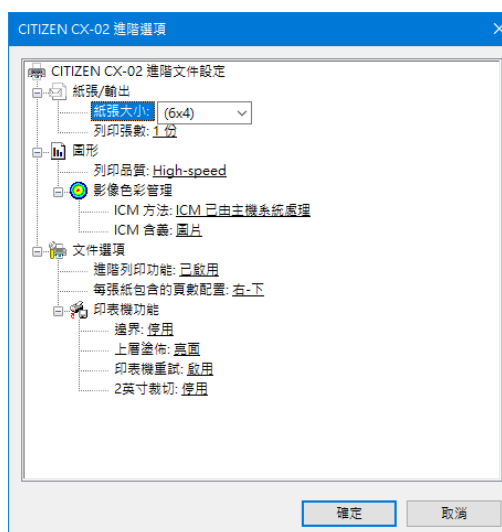 CITIZEN CX-02 進階選項
CITIZEN CX-02 進階文件設定
紙張/輸出
紙張大小: (6x4)
列印張數: 1 份
圖形
列印品質: High-speed
影像色彩管理
ICM 方法: ICM 已由主機系統處理
ICM 含義: 圖片
文件選項
進階列印功能: 已啟用
每張紙包含的頁數配置: 右-下
印表機功能
邊界: 停用
上層塗佈: 亮面
印表機重試: 啟用
2英寸裁切: 停用
確定
取消